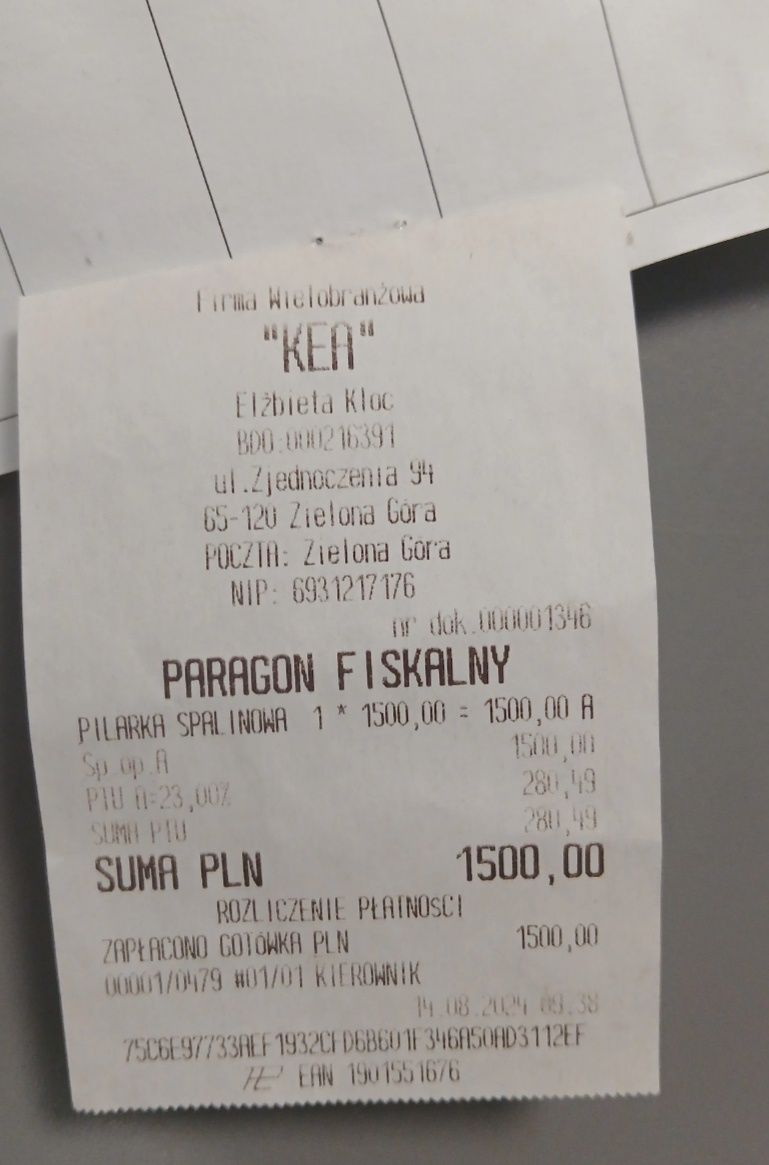 Firma Wielobranżowa
"KEA"
Elżbieta Kloc
BDO:000216391
ul.Zjednoczenia 94
65-120 Zielona Góra
POCZTA: Zielona Góra
NIP: 6931217176
nr dok.000001346
PARAGON FISKALNY
PILARKA SPALINOWA 1 * 1500,00 = 1500,00 A
Sp.op.A 1500,00
PTU A=23,00% 280,49
SUMA PTU 280,49
SUMA PLN 1500,00
ROZLICZENIE PŁATNOŚCI
ZAPŁACONO GOTÓWKA PLN 1500,00
00001/0479 #01/01 KIEROWNIK
14.08.2024 09:38
75C6E97733AEF1932CFD6B601F346A50AD3112EF
EAN 1901551676